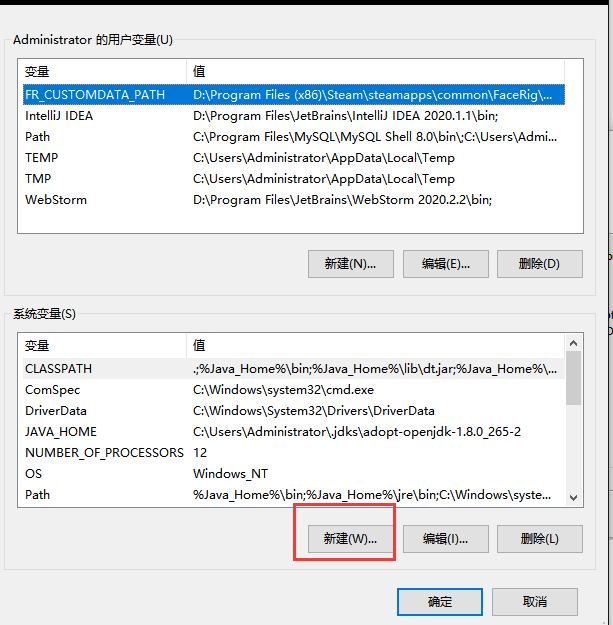 Administrator 的用户变量(U)
变量 值
FR_CUSTOMDATA_PATH D:\Program Files (x86)\Steam\steamapps\common\FaceRig\...
IntelliJ IDEA D:\Program Files\JetBrains\IntelliJ IDEA 2020.1.1\bin;
Path C:\Program Files\MySQL\MySQL Shell 8.0\bin\;C:\Users\Admi...
TEMP C:\Users\Administrator\AppData\Local\Temp
TMP C:\Users\Administrator\AppData\Local\Temp
WebStorm D:\Program Files\JetBrains\WebStorm 2020.2.2\bin;
新建(N)... 编辑(E)... 删除(D)
系统变量(S)
变量 值
CLASSPATH .;%Java_Home%\bin;%Java_Home%\lib\dt.jar;%Java_Home%\...
ComSpec C:\Windows\system32\cmd.exe
DriverData C:\Windows\System32\Drivers\DriverData
JAVA_HOME C:\Users\Administrator\.jdks\adopt-openjdk-1.8.0_265-2
NUMBER_OF_PROCESSORS 12
OS Windows_NT
Path %Java_Home%\bin;%Java_Home%\jre\bin;C:\Windows\syste...
新建(W)... 编辑(I)... 删除(L)
确定 取消